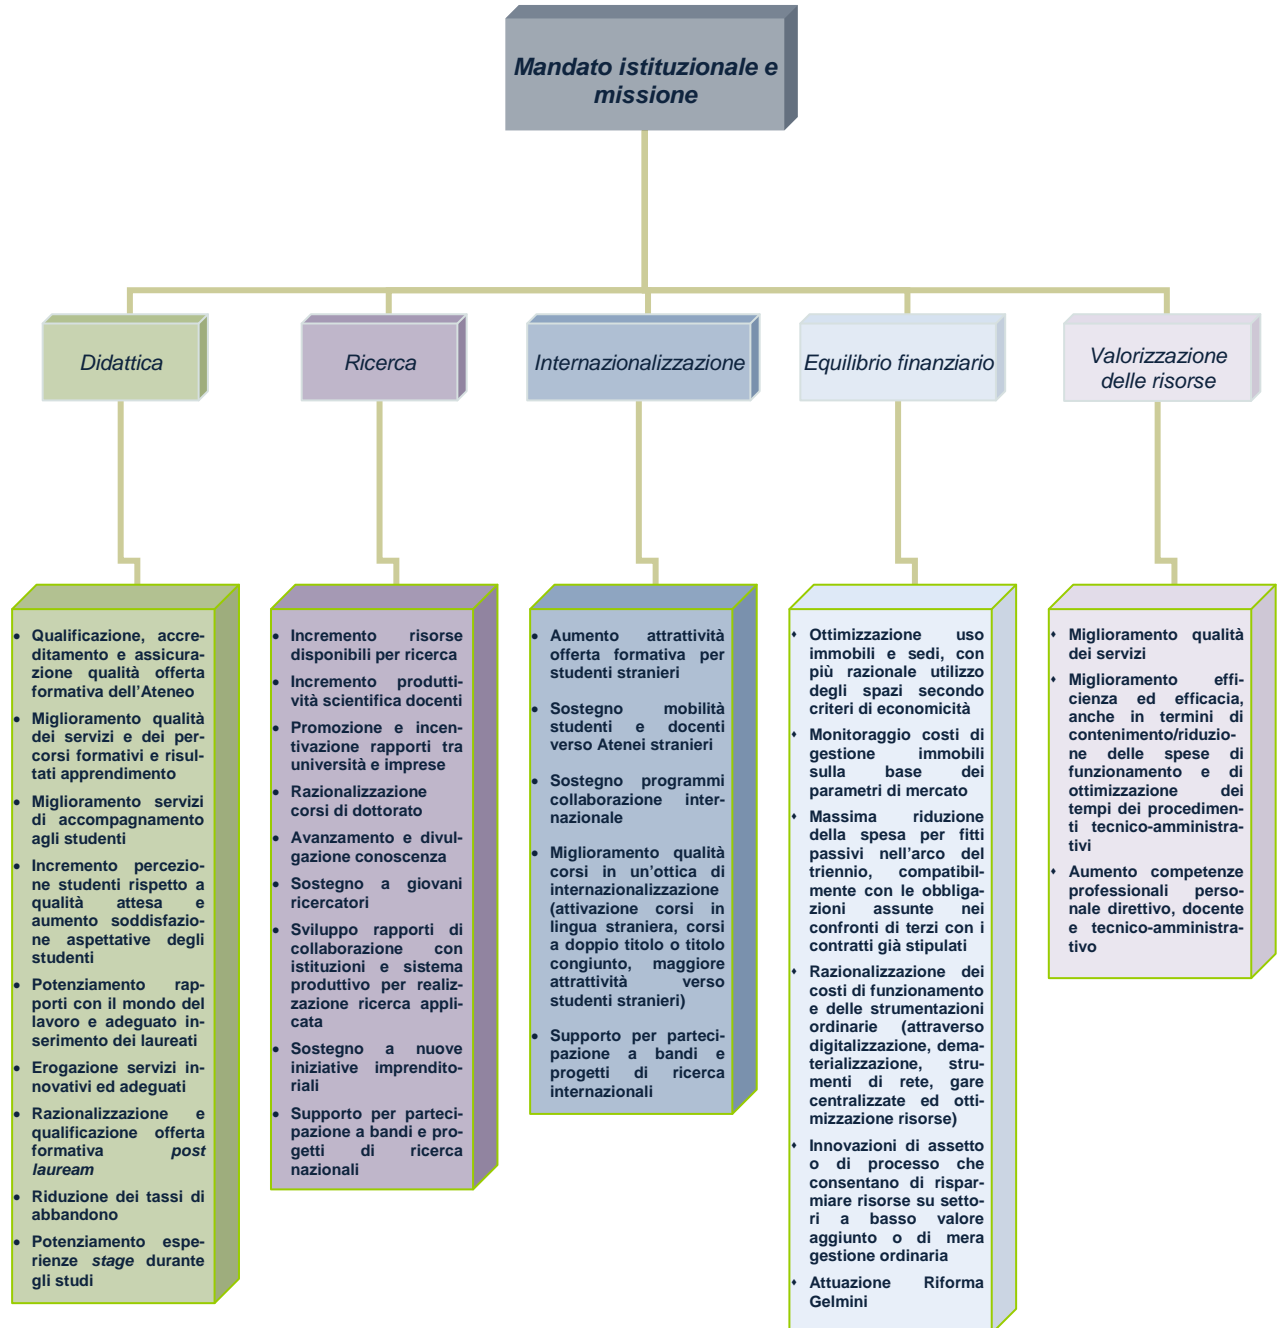 Mandato istituzionale e
missione
Didattica
Ricerca
Internazionalizzazione
Equilibrio finanziario
Valorizzazione
delle risorse
• Qualificazione, accre-
ditamento e assicura-
zione qualità offerta
formativa dell'Ateneo
• Miglioramento qualità
dei servizi e dei per-
corsi formativi e risul-
tati apprendimento
• Miglioramento servizi
di accompagnamento
agli studenti
• Incremento percezio-
ne studenti rispetto a
qualità attesa e
aumento soddisfazio-
ne aspettative degli
studenti
• Potenziamento rap-
porti con il mondo del
lavoro e adeguato in-
serimento dei laureati
• Erogazione servizi in-
novativi ed adeguati
• Razionalizzazione e
qualificazione offerta
formativa post
lauream
• Riduzione dei tassi di
abbandono
• Potenziamento espe-
rienze stage durante
gli studi
• Incremento risorse
disponibili per ricerca
• Incremento produtti-
vità scientifica docenti
• Promozione e incen-
tivazione rapporti tra
università e imprese
• Razionalizzazione
corsi di dottorato
• Avanzamento e divul-
gazione conoscenza
• Sostegno a giovani
ricercatori
• Sviluppo rapporti di
collaborazione con
istituzioni e sistema
produttivo per realiz-
zazione ricerca appli-
cata
• Sostegno a nuove
iniziative imprendito-
riali
• Supporto per parteci-
pazione a bandi e pro-
getti di ricerca
nazionali
• Aumento attrattività
offerta formativa per
studenti stranieri
• Sostegno mobilità
studenti e docenti
verso Atenei stranieri
• Sostegno programmi
collaborazione inter-
nazionale
• Miglioramento qualità
corsi in un'ottica di
internazionalizzazione
(attivazione corsi in
lingua straniera, corsi
a doppio titolo o titolo
congiunto, maggiore
attrattività verso
studenti stranieri)
• Supporto per parteci-
pazione a bandi e
progetti di ricerca
internazionali
⬧ Ottimizzazione uso
immobili e sedi, con
più razionale utilizzo
degli spazi secondo
criteri di economicità
⬧ Monitoraggio costi di
gestione immobili
sulla base dei
parametri di mercato
⬧ Massima riduzione
della spesa per fitti
passivi nell'arco del
triennio, compatibil-
mente con le obbliga-
zioni assunte nei
confronti di terzi con i
contratti già stipulati
⬧ Razionalizzazione dei
costi di funzionamento
e delle strumentazioni
ordinarie (attraverso
digitalizzazione, dema-
terializzazione, stru-
menti di rete, gare
centralizzate ed otti-
mizzazione risorse)
⬧ Innovazioni di assetto
o di processo che
consentano di rispar-
miare risorse su setto-
ri a basso valore
aggiunto o di mera
gestione ordinaria
⬧ Attuazione Riforma
Gelmini
⬧ Miglioramento qualità
dei servizi
⬧ Miglioramento effi-
cienza ed efficacia,
anche in termini di
contenimento/riduzio-
ne delle spese di
funzionamento e di
ottimizzazione dei
tempi dei procedimen-
ti tecnico-amministra-
tivi
⬧ Aumento competenze
professionali perso-
nale direttivo, docente
e tecnico-amministra-
tivo